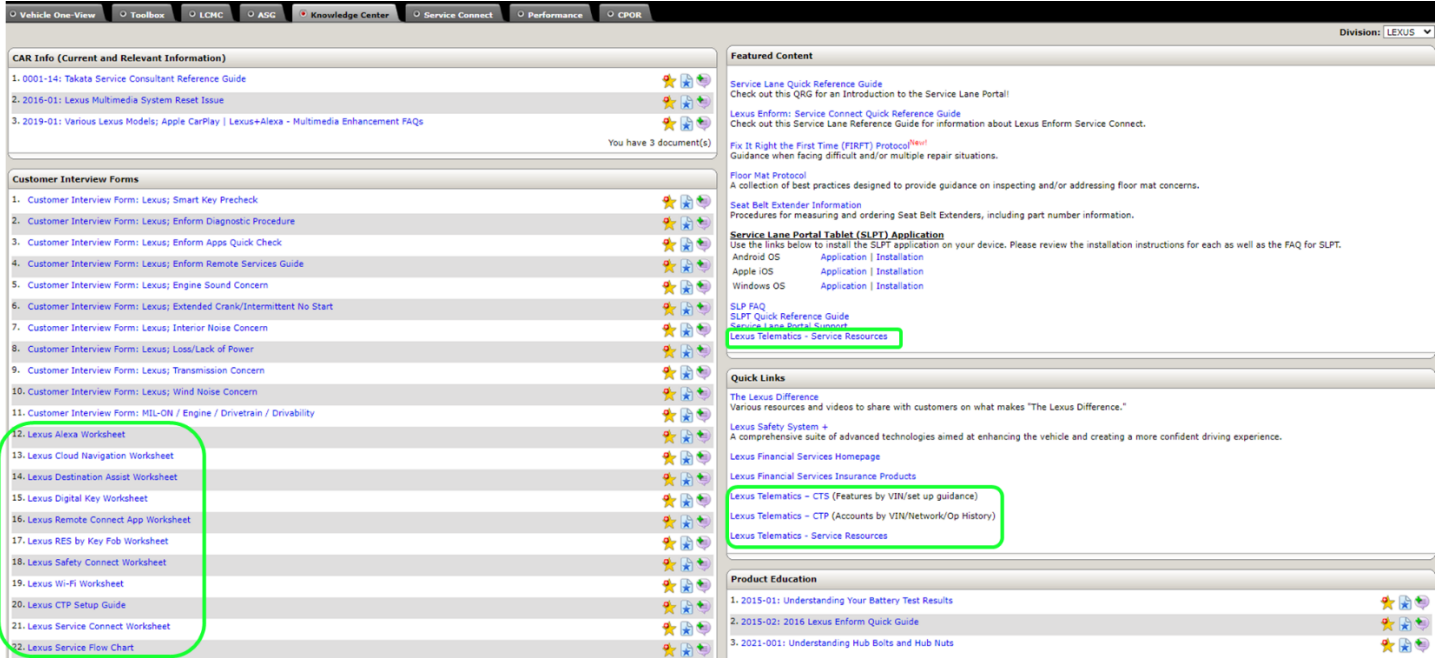 Vehicle One-View Toolbox LCMC ASG Knowledge Center Service Connect Performance CPOR
Division: LEXUS
CAR Info (Current and Relevant Information)
1. 0001-14: Takata Service Consultant Reference Guide
2. 2016-01: Lexus Multimedia System Reset Issue
3. 2019-01: Various Lexus Models; Apple CarPlay | Lexus+Alexa - Multimedia Enhancement FAQs
You have 3 document(s)
Customer Interview Forms
1. Customer Interview Form: Lexus; Smart Key Precheck
2. Customer Interview Form: Lexus; Enform Diagnostic Procedure
3. Customer Interview Form: Lexus; Enform Apps Quick Check
4. Customer Interview Form: Lexus; Enform Remote Services Guide
5. Customer Interview Form: Lexus; Engine Sound Concern
6. Customer Interview Form: Lexus; Extended Crank/Intermittent No Start
7. Customer Interview Form: Lexus; Interior Noise Concern
8. Customer Interview Form: Lexus; Loss/Lack of Power
9. Customer Interview Form: Lexus; Transmission Concern
10. Customer Interview Form: Lexus; Wind Noise Concern
11. Customer Interview Form: MIL-ON / Engine / Drivetrain / Drivability
12. Lexus Alexa Worksheet
13. Lexus Cloud Navigation Worksheet
14. Lexus Destination Assist Worksheet
15. Lexus Digital Key Worksheet
16. Lexus Remote Connect App Worksheet
17. Lexus RES by Key Fob Worksheet
18. Lexus Safety Connect Worksheet
19. Lexus Wi-Fi Worksheet
20. Lexus CTP Setup Guide
21. Lexus Service Connect Worksheet
22. Lexus Service Flow Chart
Featured Content
Service Lane Quick Reference Guide
Check out this QRG for an Introduction to the Service Lane Portal!
Lexus Enform: Service Connect Quick Reference Guide
Check out this Service Lane Reference Guide for information about Lexus Enform Service Connect.
Fix It Right the First Time (FIRFT) Protocol New!
Guidance when facing difficult and/or multiple repair situations.
Floor Mat Protocol
A collection of best practices designed to provide guidance on inspecting and/or addressing floor mat concerns.
Seat Belt Extender Information
Procedures for measuring and ordering Seat Belt Extenders, including part number information.
Service Lane Portal Tablet (SLPT) Application
Use the links below to install the SLPT application on your device. Please review the installation instructions for each as well as the FAQ for SLPT.
Android OS Application | Installation
Apple iOS Application | Installation
Windows OS Application | Installation
SLP FAQ
SLPT Quick Reference Guide
Service Lane Portal Support
Lexus Telematics - Service Resources
Quick Links
The Lexus Difference
Various resources and videos to share with customers on what makes "The Lexus Difference."
Lexus Safety System +
A comprehensive suite of advanced technologies aimed at enhancing the vehicle and creating a more confident driving experience.
Lexus Financial Services Homepage
Lexus Financial Services Insurance Products
Lexus Telematics – CTS (Features by VIN/set up guidance)
Lexus Telematics – CTP (Accounts by VIN/Network/Op History)
Lexus Telematics - Service Resources
Product Education
1. 2015-01: Understanding Your Battery Test Results
2. 2015-02: 2016 Lexus Enform Quick Guide
3. 2021-001: Understanding Hub Bolts and Hub Nuts